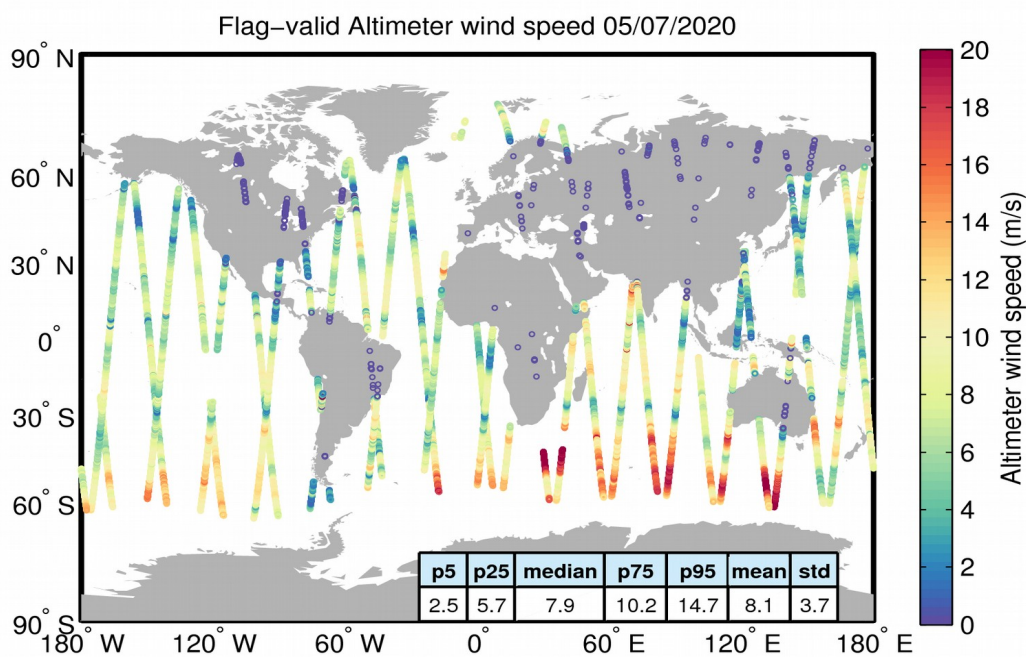 Flag−valid Altimeter wind speed 05/07/2020
90° N
60° N
30° N
0°
30° S
60° S
90° S
180° W
120° W
60° W
0°
60° E
120° E
180° E
p5 p25 median p75 p95 mean std
2.5 5.7 7.9 10.2 14.7 8.1 3.7
20
18
16
14
12
10
8
6
4
2
0
Altimeter wind speed (m/s)